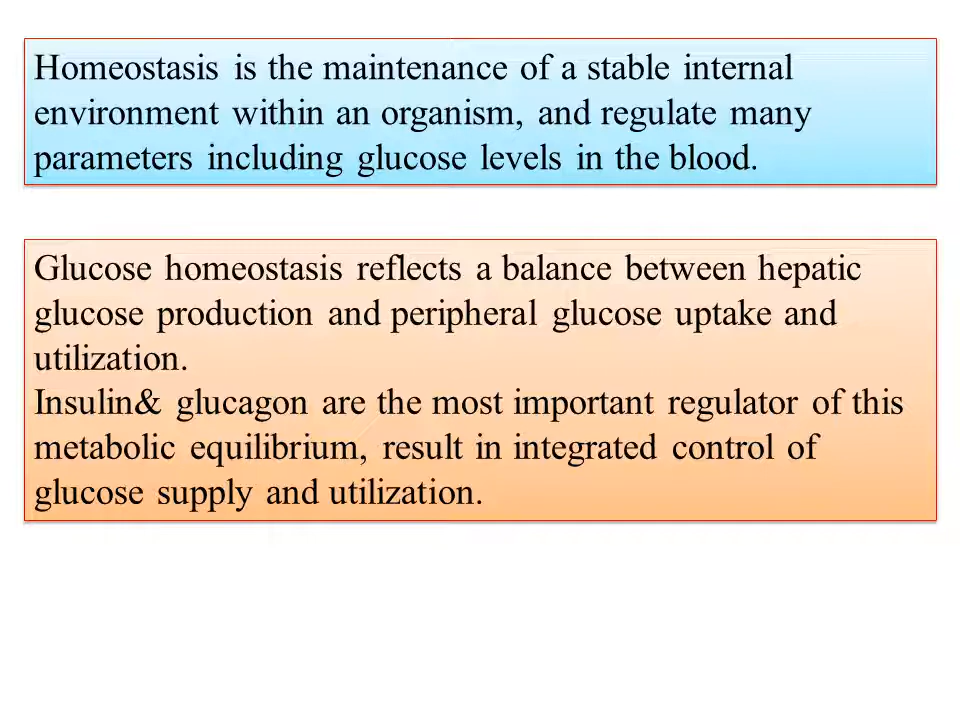 Homeostasis is the maintenance of a stable internal
environment within an organism, and regulate many
parameters including glucose levels in the blood.
Glucose homeostasis reflects a balance between hepatic
glucose production and peripheral glucose uptake and
utilization.
Insulin& glucagon are the most important regulator of this
metabolic equilibrium, result in integrated control of
glucose supply and utilization.